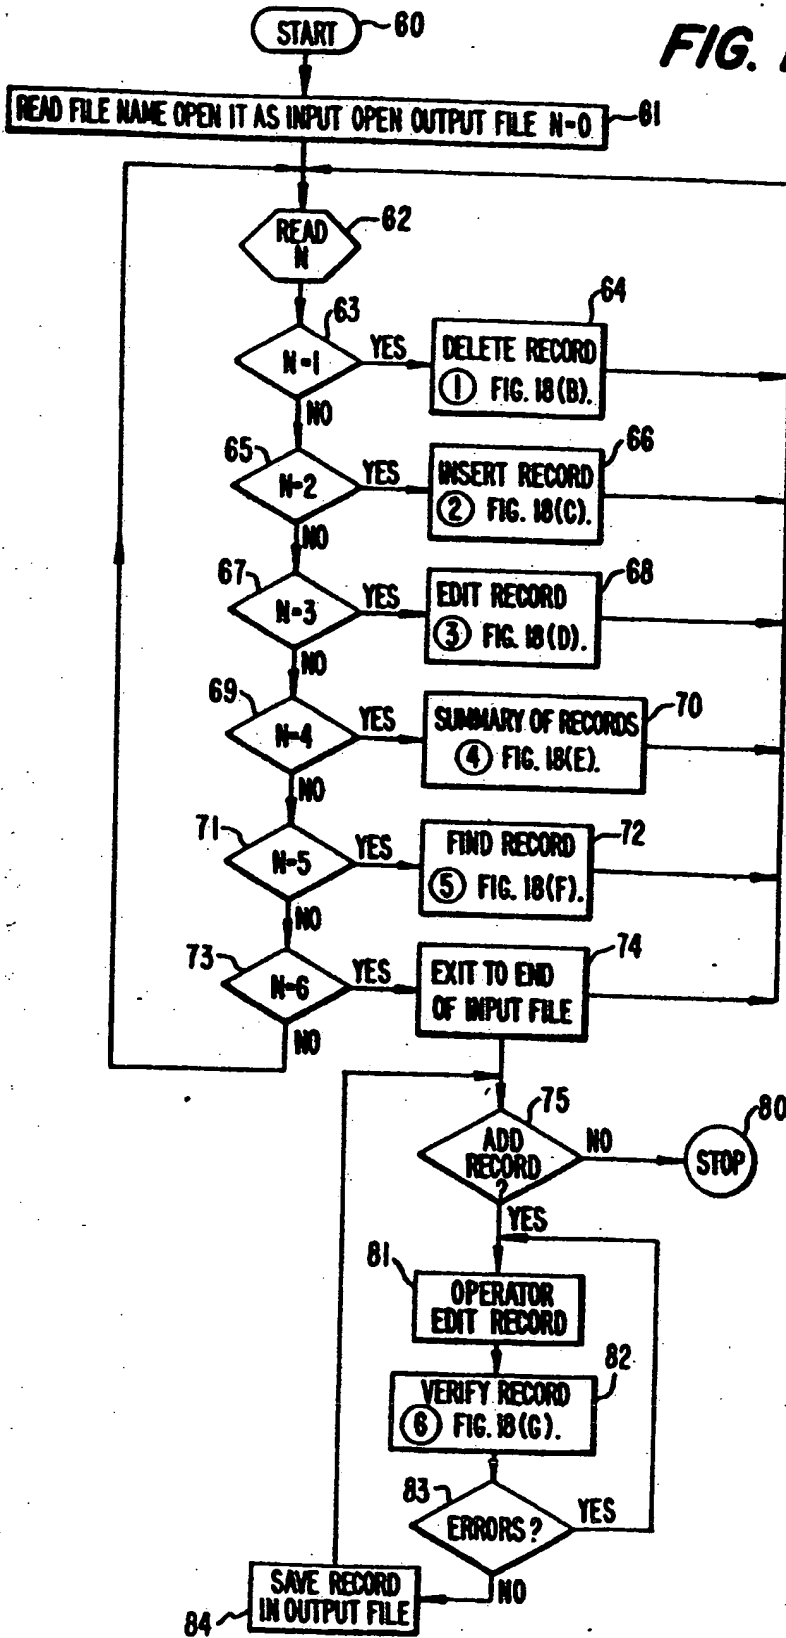 START
60
FIG.
READ FILE NAME OPEN IT AS INPUT OPEN OUTPUT FILE N=0
61
READ
N
62
63
N=1
YES
64
DELETE RECORD
1 FIG. 18(B).
NO
65
N=2
YES
66
INSERT RECORD
2 FIG. 18(C).
NO
67
N=3
YES
68
EDIT RECORD
3 FIG. 18(D).
NO
69
N=4
YES
70
SUMMARY OF RECORDS
4 FIG. 18(E).
NO
71
N=5
YES
72
FIND RECORD
5 FIG. 18(F).
NO
73
N=6
YES
74
EXIT TO END
OF INPUT FILE
NO
75
ADD
RECORD
?
NO
80
STOP
YES
81
OPERATOR
EDIT RECORD
82
VERIFY RECORD
6 FIG. 18(G).
83
ERRORS?
YES
NO
SAVE RECORD
IN OUTPUT FILE
84